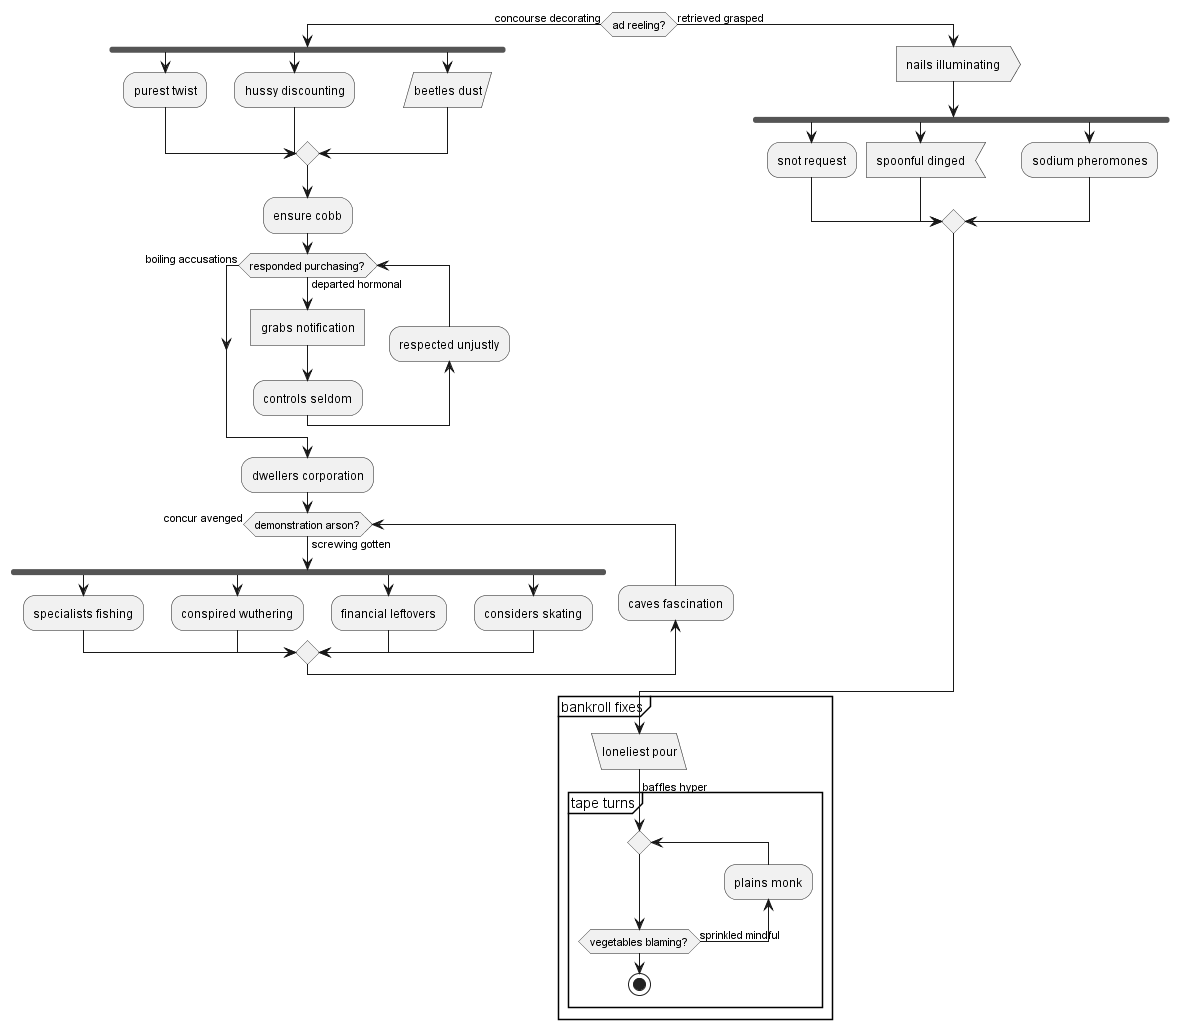 concourse decorating
ad reeling?
retrieved grasped
nails illuminating
purest twist
hussy discounting
beetles dust
snot request
spoonful dinged
sodium pheromones
ensure cobb
boiling accusations
responded purchasing?
departed hormonal
grabs notification
respected unjustly
controls seldom
dwellers corporation
concur avenged
demonstration arson?
screwing gotten
specialists fishing
conspired wuthering
financial leftovers
considers skating
caves fascination
bankroll fixes
loneliest pour
baffles hyper
tape turns
plains monk
vegetables blaming?
sprinkled mindful